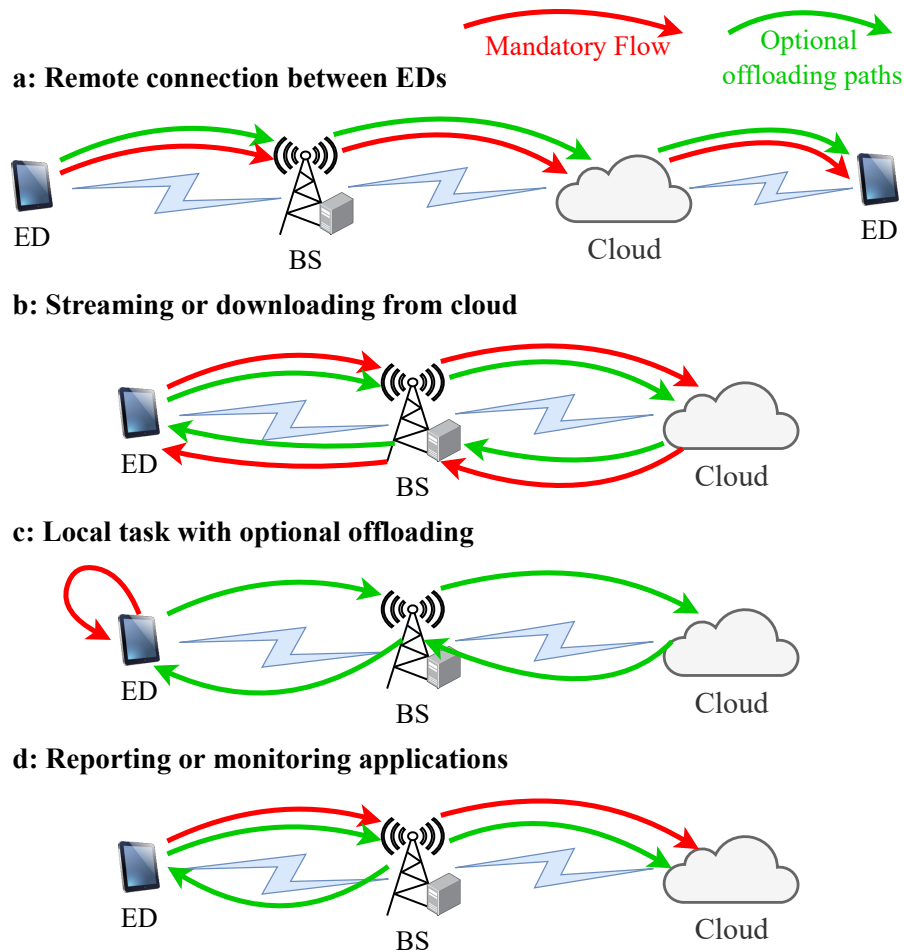 Mandatory Flow
Optional
offloading paths
a: Remote connection between EDs
ED
BS
Cloud
ED
b: Streaming or downloading from cloud
ED
BS
Cloud
c: Local task with optional offloading
ED
BS
Cloud
d: Reporting or monitoring applications
ED
BS
Cloud